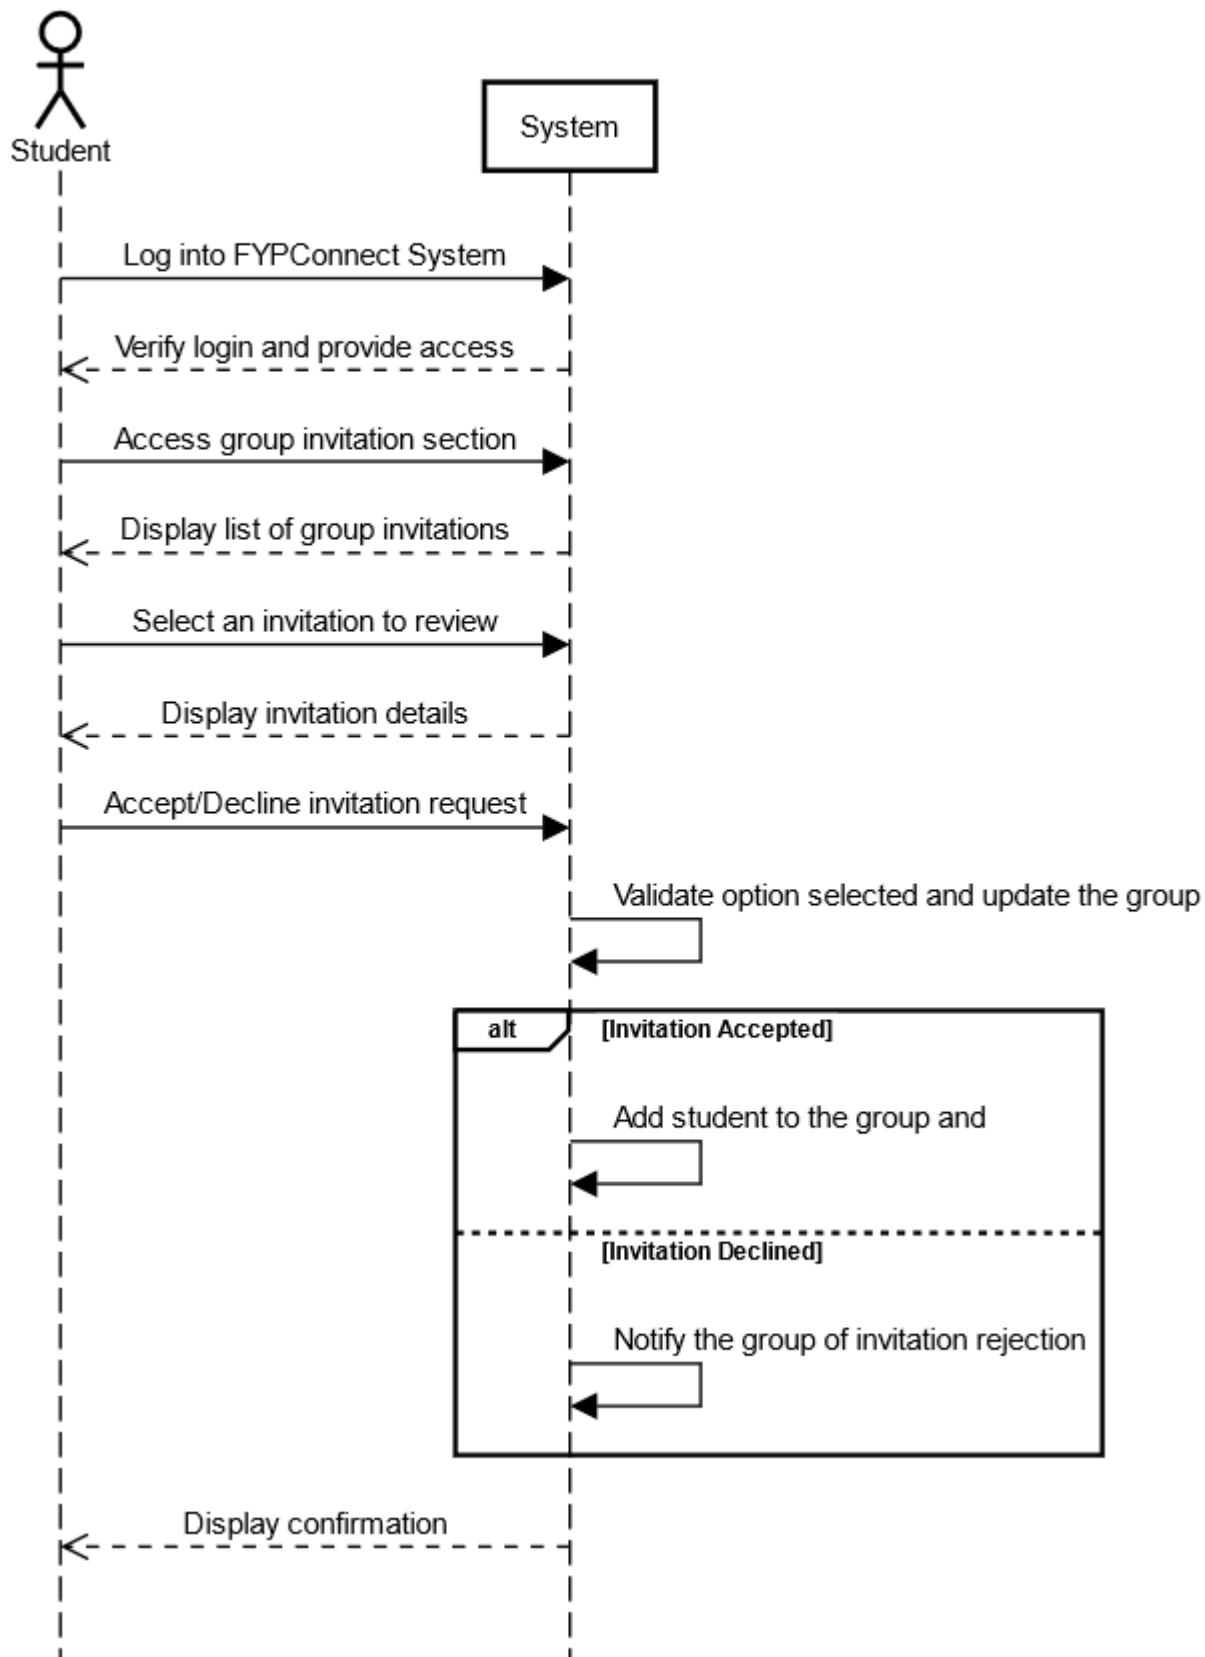 Student
System
Log into FYPConnect System
Verify login and provide access
Access group invitation section
Display list of group invitations
Select an invitation to review
Display invitation details
Accept/Decline invitation request
Validate option selected and update the group
alt
[Invitation Accepted]
Add student to the group and
[Invitation Declined]
Notify the group of invitation rejection
Display confirmation